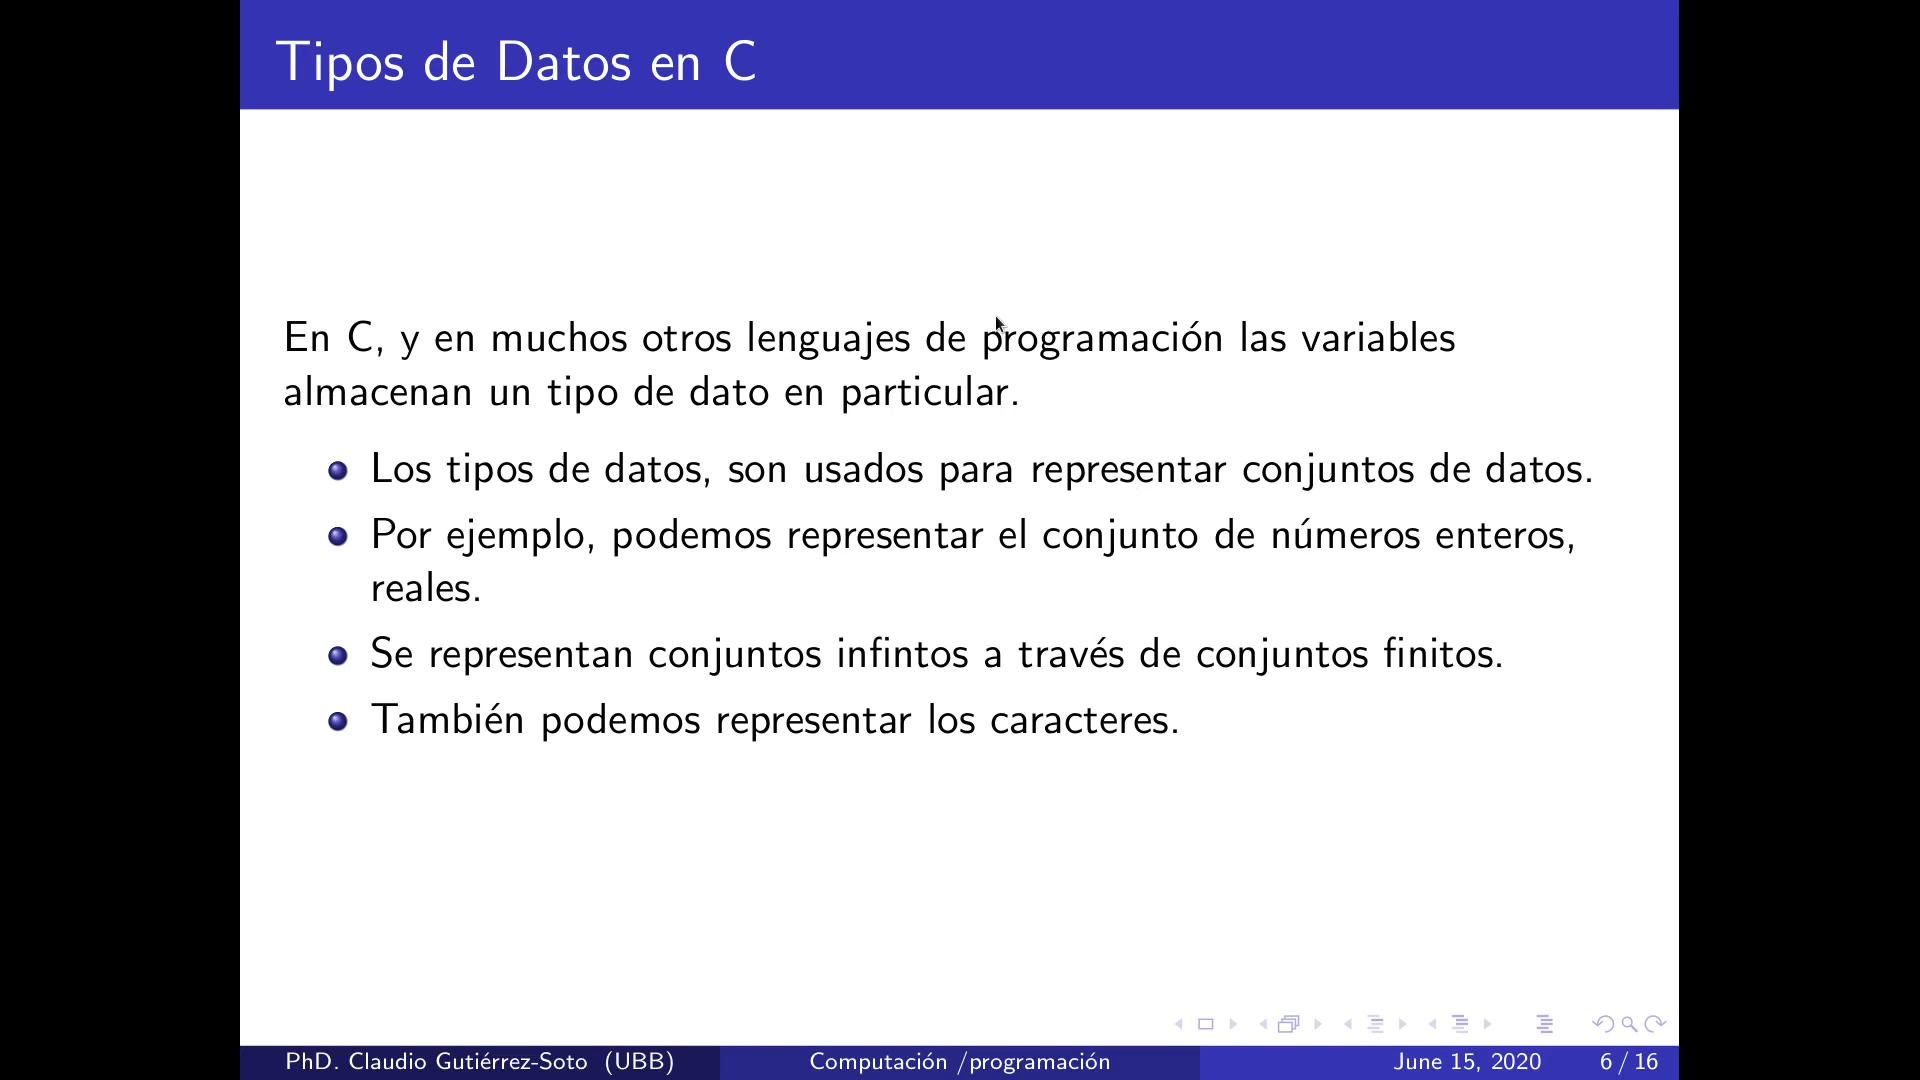 Tipos de Datos en C
En C, y en muchos otros lenguajes de programación las variables
almacenan un tipo de dato en particular.
Los tipos de datos, son usados para representar conjuntos de datos.
Por ejemplo, podemos representar el conjunto de números enteros,
reales.
Se representan conjuntos infintos a través de conjuntos finitos.
También podemos representar los caracteres.
PhD. Claudio Gutiérrez-Soto (UBB) Computación /programación June 15, 2020 6 / 16